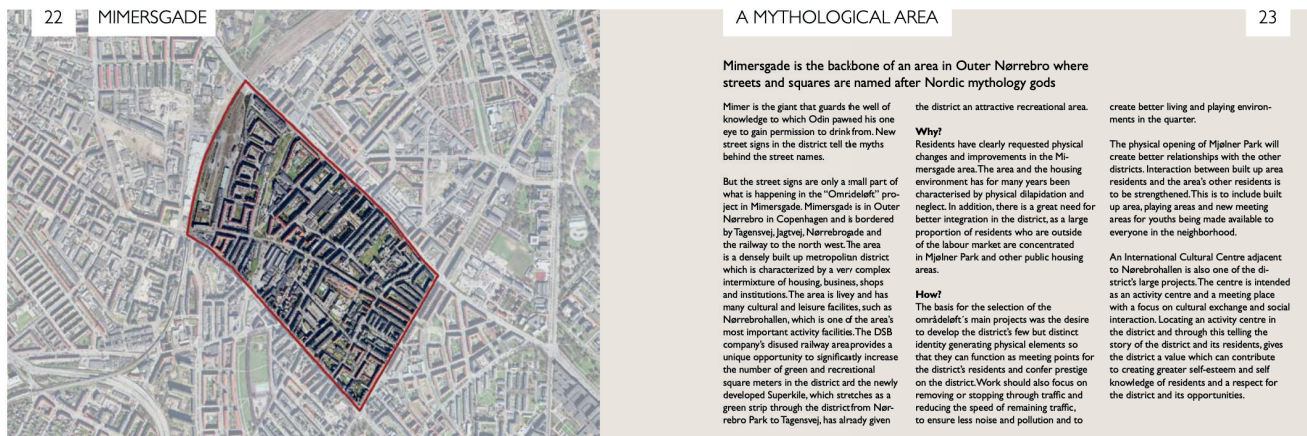 22 MIMERSGADE
A MYTHOLOGICAL AREA
23
Mimersgade is the backbone of an area in Outer Nørrebro where
streets and squares are named after Nordic mythology gods
Mimer is the giant that guards the well of
knowledge to which Odin pawned his one
eye to gain permission to drink from. New
street signs in the district tell the myths
behind the street names.
But the street signs are only a small part of
what is happening in the “Områdeløft” pro-
ject in Mimersgade. Mimersgade is in Outer
Nørrebro in Copenhagen and is bordered
by Tagensvej, Jagtvej, Nørrebrogade and
the railway to the north west. The area
is a densely built up metropolitan district
which is characterized by a very complex
intermixture of housing, business, shops
and institutions. The area is lively and has
many cultural and leisure facilites, such as
Nørrebrohallen, which is one of the area’s
most important activity facilities. The DSB
company’s disused railway area provides a
unique opportunity to significantly increase
the number of green and recreational
square meters in the district and the newly
developed Superkile, which stretches as a
green strip through the district from Nør-
rebro Park to Tagensvej, has already given
the district an attractive recreational area.
Why?
Residents have clearly requested physical
changes and improvements in the Mi-
mersgade area. The area and the housing
environment has for many years been
characterised by physical dilapidation and
neglect. In addition, there is a great need for
better integration in the district, as a large
proportion of residents who are outside
of the labour market are concentrated
in Mjølner Park and other public housing
areas.
How?
The basis for the selection of the
områdeløft´s main projects was the desire
to develop the district’s few but distinct
identity generating physical elements so
that they can function as meeting points for
the district’s residents and confer prestige
on the district. Work should also focus on
removing or stopping through traffic and
reducing the speed of remaining traffic,
to ensure less noise and pollution and to
create better living and playing environ-
ments in the quarter.
The physical opening of Mjølner Park will
create better relationships with the other
districts. Interaction between built up area
residents and the area’s other residents is
to be strengthened. This is to include built
up area, playing areas and new meeting
areas for youths being made available to
everyone in the neighborhood.
An International Cultural Centre adjacent
to Nørebrohallen is also one of the di-
strict’s large projects. The centre is intended
as an activity centre and a meeting place
with a focus on cultural exchange and social
interaction. Locating an activity centre in
the district and through this telling the
story of the district and its residents, gives
the district a value which can contribute
to creating greater self-esteem and self
knowledge of residents and a respect for
the district and its opportunities.